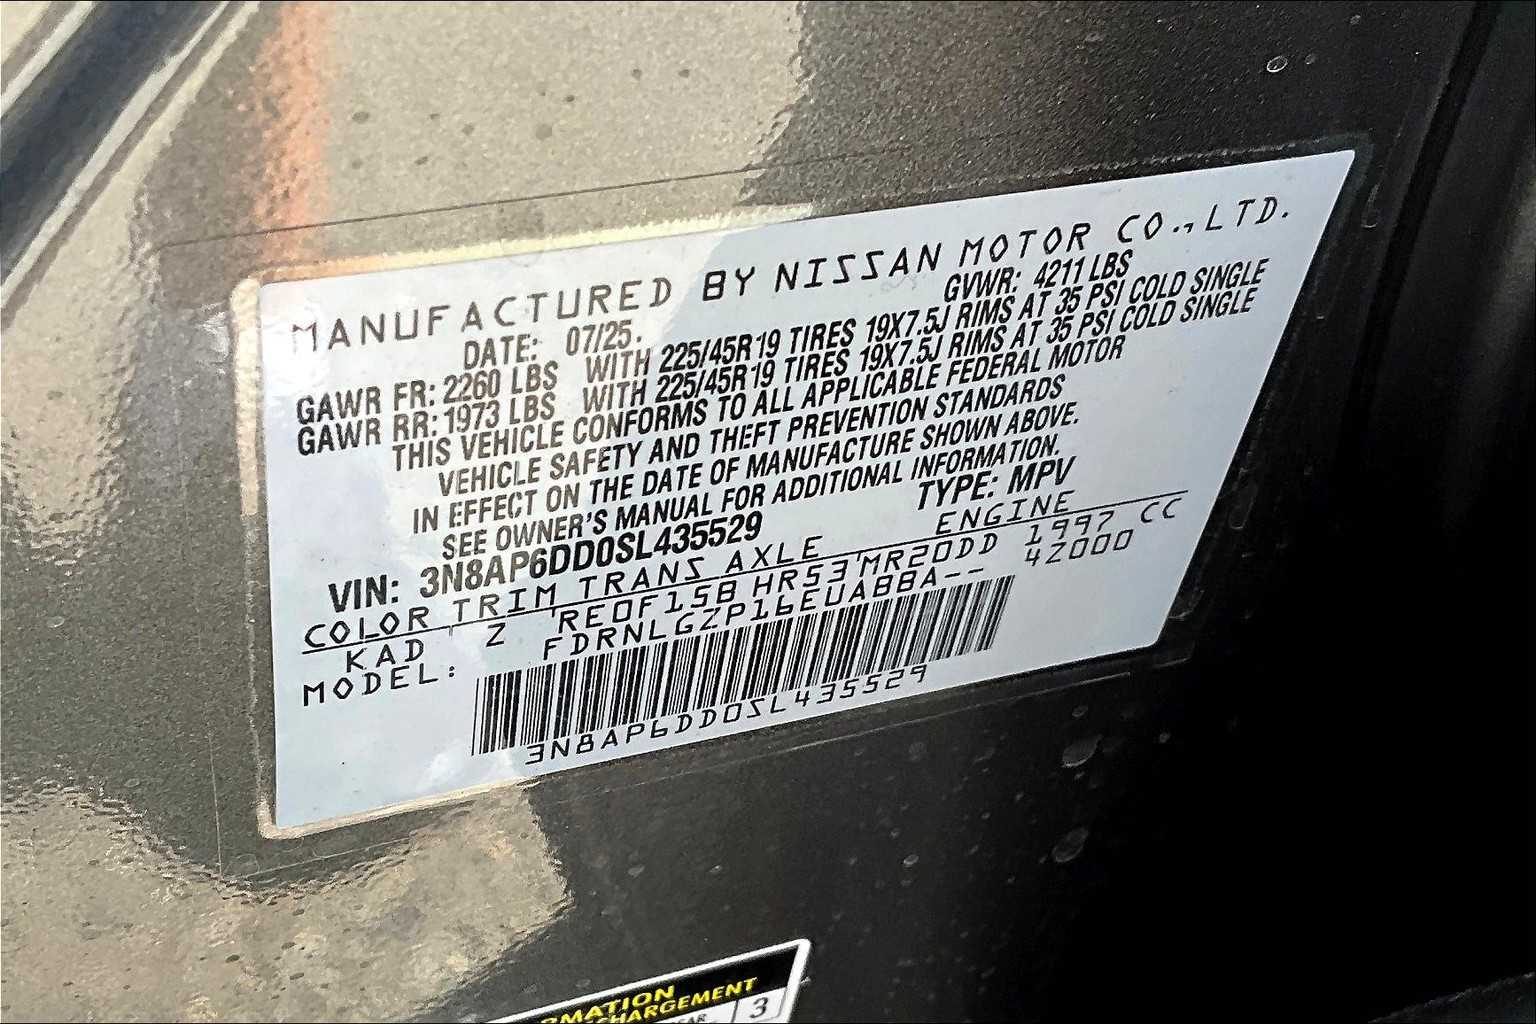 MANUFACTURED BY NISSAN MOTOR CO., LTD.
DATE: 07/25. GVWR: 4211 LBS
GAWR FR: 2260 LBS WITH 225/45R19 TIRES 19X7.5J RIMS AT 35 PSI COLD SINGLE
GAWR RR: 1973 LBS WITH 225/45R19 TIRES 19X7.5J RIMS AT 35 PSI COLD SINGLE
THIS VEHICLE CONFORMS TO ALL APPLICABLE FEDERAL MOTOR
VEHICLE SAFETY AND THEFT PREVENTION STANDARDS
IN EFFECT ON THE DATE OF MANUFACTURE SHOWN ABOVE.
SEE OWNER'S MANUAL FOR ADDITIONAL INFORMATION.
VIN: 3N8AP6DD0SL435529 TYPE: MPV
COLOR TRIM TRANS AXLE ENGINE
KAD Z RE0F15B HR53 MR20DD 1997 CC
MODEL: FDRNLGZP16EUABBA-- 4Z000
3N8AP6DD0SL435529
3